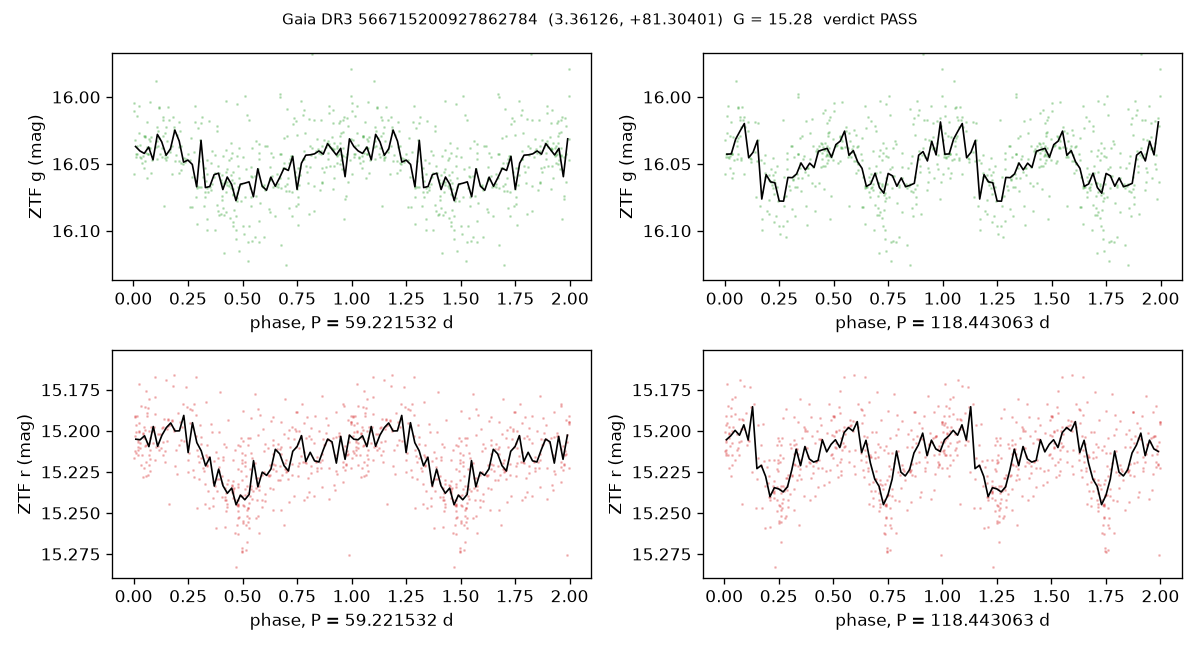 Gaia DR3 566715200927862784 (3.36126, +81.30401) G = 15.28 verdict PASS
ZTF g (mag)
16.00
16.05
16.10
0.00 0.25 0.50 0.75 1.00 1.25 1.50 1.75 2.00
phase, P = 59.221532 d
ZTF g (mag)
16.00
16.05
16.10
0.00 0.25 0.50 0.75 1.00 1.25 1.50 1.75 2.00
phase, P = 118.443063 d
ZTF r (mag)
15.175
15.200
15.225
15.250
15.275
0.00 0.25 0.50 0.75 1.00 1.25 1.50 1.75 2.00
phase, P = 59.221532 d
ZTF r (mag)
15.175
15.200
15.225
15.250
15.275
0.00 0.25 0.50 0.75 1.00 1.25 1.50 1.75 2.00
phase, P = 118.443063 d